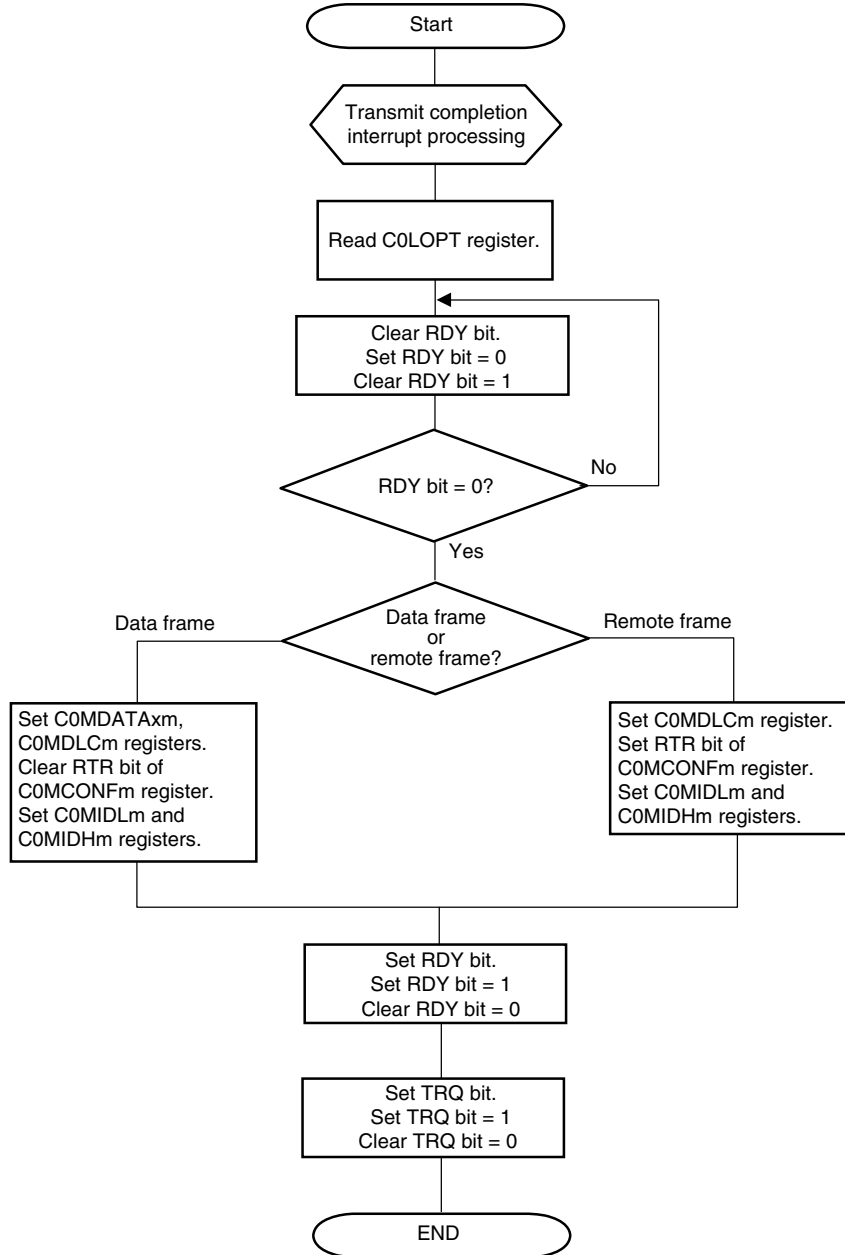 Start
Transmit completion
interrupt processing
Read C0LOPT register.
Clear RDY bit.
Set RDY bit = 0
Clear RDY bit = 1
RDY bit = 0?
No
Yes
Data frame
or
remote frame?
Data frame
Remote frame
Set C0MDATAxm,
C0MDLCm registers.
Clear RTR bit of
C0MCONFm register.
Set C0MIDLm and
C0MIDHm registers.
Set C0MDLCm register.
Set RTR bit of
C0MCONFm register.
Set C0MIDLm and
C0MIDHm registers.
Set RDY bit.
Set RDY bit = 1
Clear RDY bit = 0
Set TRQ bit.
Set TRQ bit = 1
Clear TRQ bit = 0
END